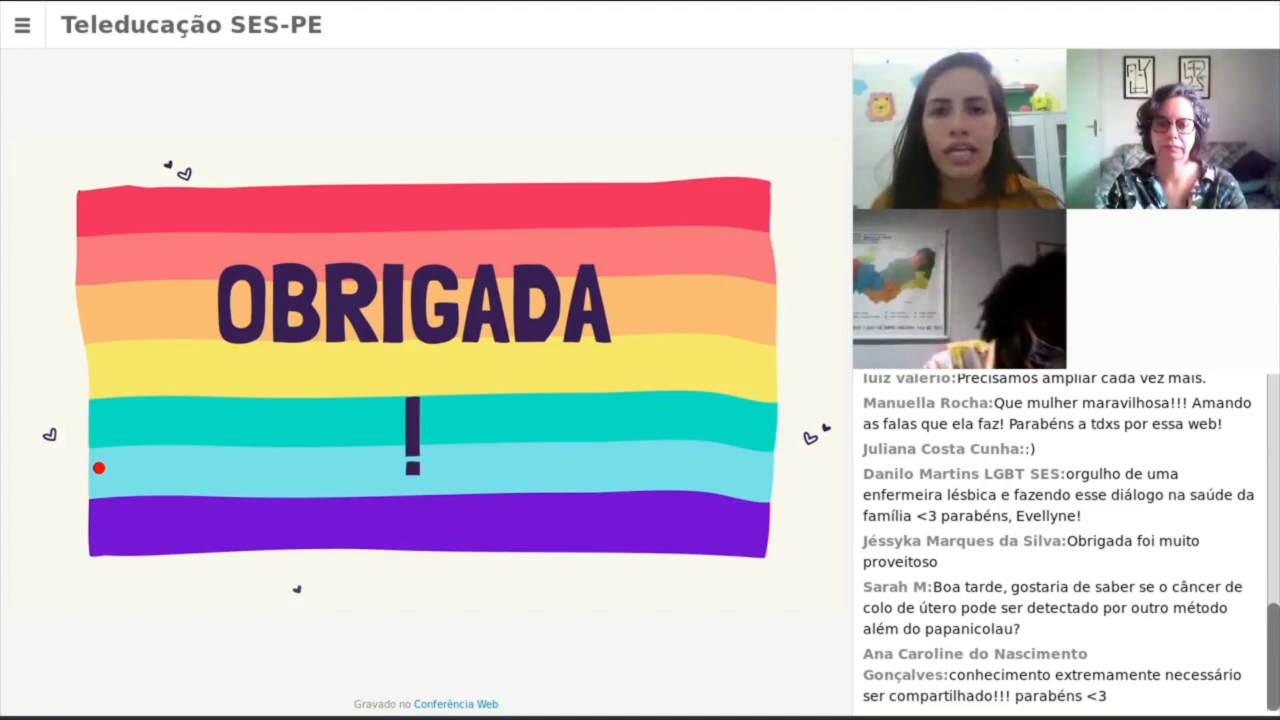 Teleducação SES-PE
OBRIGADA
!
luiz valerio:Precisamos ampliar cada vez mais.
Manuella Rocha:Que mulher maravilhosa!!! Amando
as falas que ela faz! Parabéns a tdxs por essa web!
Juliana Costa Cunha::)
Danilo Martins LGBT SES:orgulho de uma
enfermeira lésbica e fazendo esse diálogo na saúde da
família <3 parabéns, Evellyne!
Jéssyka Marques da Silva:Obrigada foi muito
proveitoso
Sarah M:Boa tarde, gostaria de saber se o câncer de
colo de útero pode ser detectado por outro método
além do papanicolau?
Ana Caroline do Nascimento
Gonçalves:conhecimento extremamente necessário
ser compartilhado!!! parabéns <3
Gravado no Conferência Web